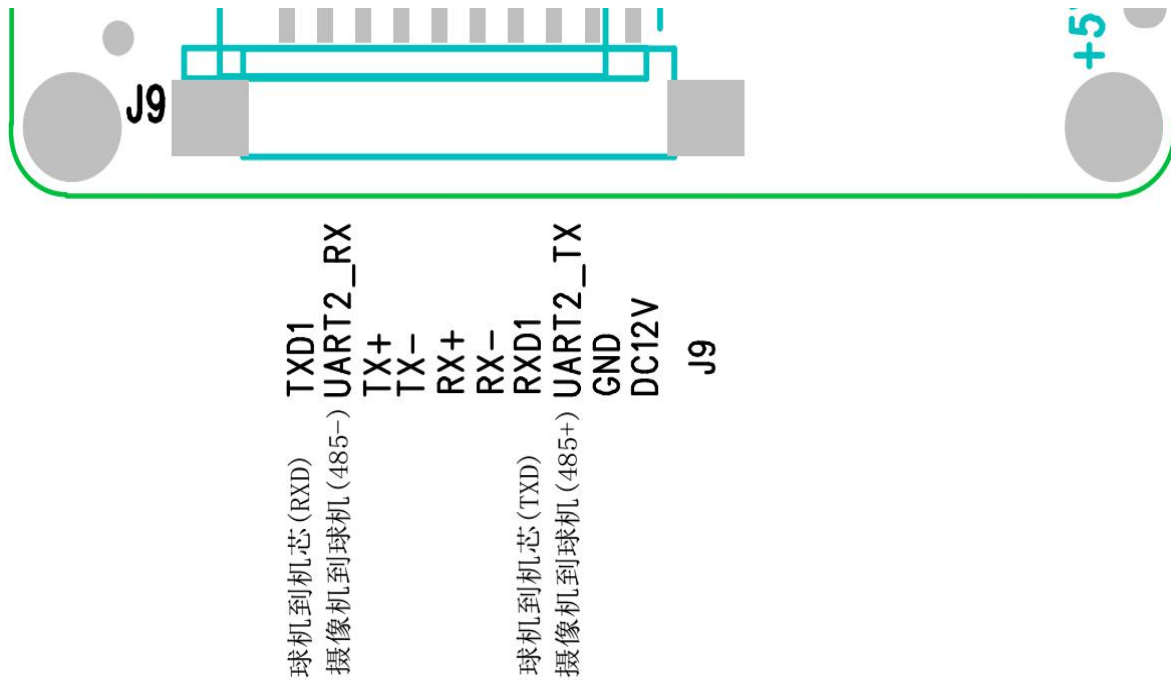 J9
+5
TXD1
UART2_RX
TX+
TX-
RX+
RX-
RXD1
UART2_TX
GND
DC12V
J9
球机到机芯(RXD)
摄像机到球机(485-)
球机到机芯(TXD)
摄像机到球机(485+)